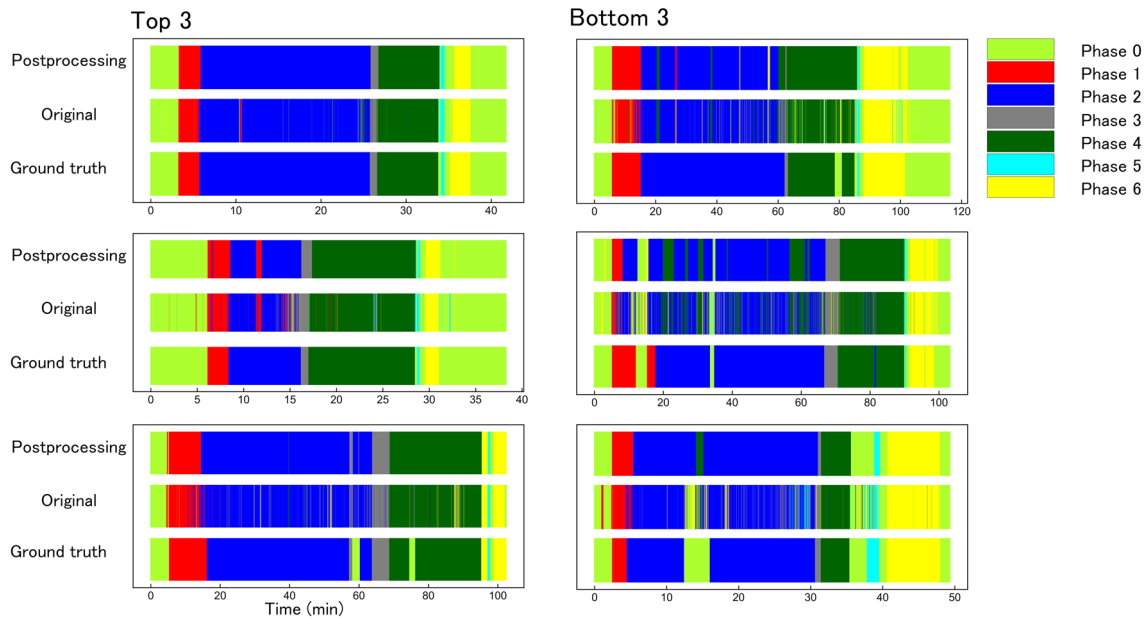 Top 3
Bottom 3
Postprocessing
Original
Ground truth
0 10 20 30 40
0 20 40 60 80 100 120
Phase 0
Phase 1
Phase 2
Phase 3
Phase 4
Phase 5
Phase 6
Postprocessing
Original
Ground truth
0 5 10 15 20 25 30 35 40
0 20 40 60 80 100
Postprocessing
Original
Ground truth
0 20 40 60 80 100
Time (min)
0 10 20 30 40 50